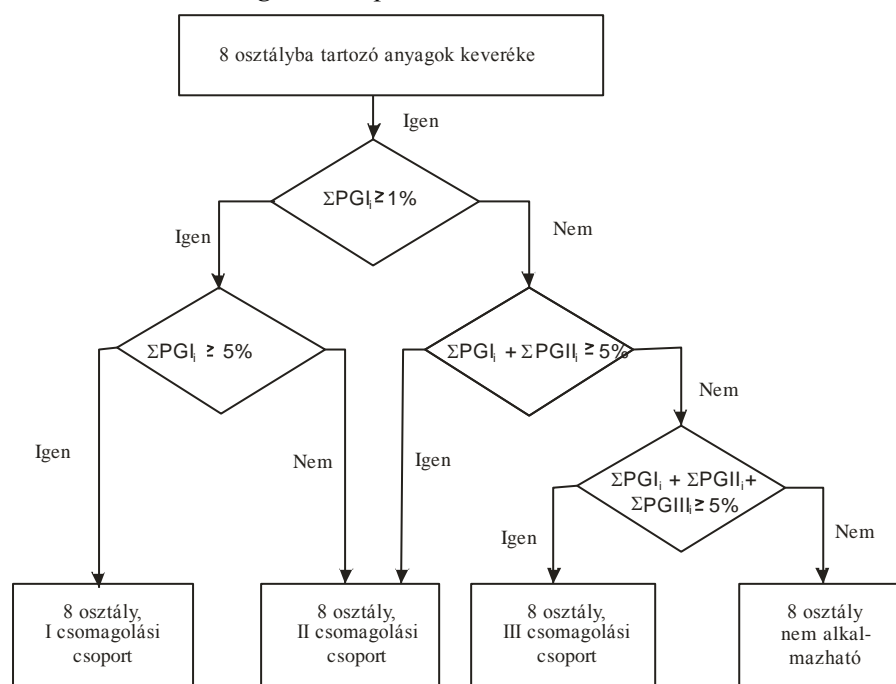 8 osztályba tartozó anyagok keveréke
Igen
ΣPGIi ≥ 1%
Igen
Nem
ΣPGIi ≥ 5%
ΣPGIi + ΣPGIIi ≥ 5%
Nem
Igen
Nem
Igen
ΣPGIi + ΣPGIIi+
ΣPGIIIi ≥ 5%
Igen
Nem
8 osztály,
I csomagolási
csoport
8 osztály,
II csomagolási
csoport
8 osztály,
III csomagolási
csoport
8 osztály
nem alkal-
mazható